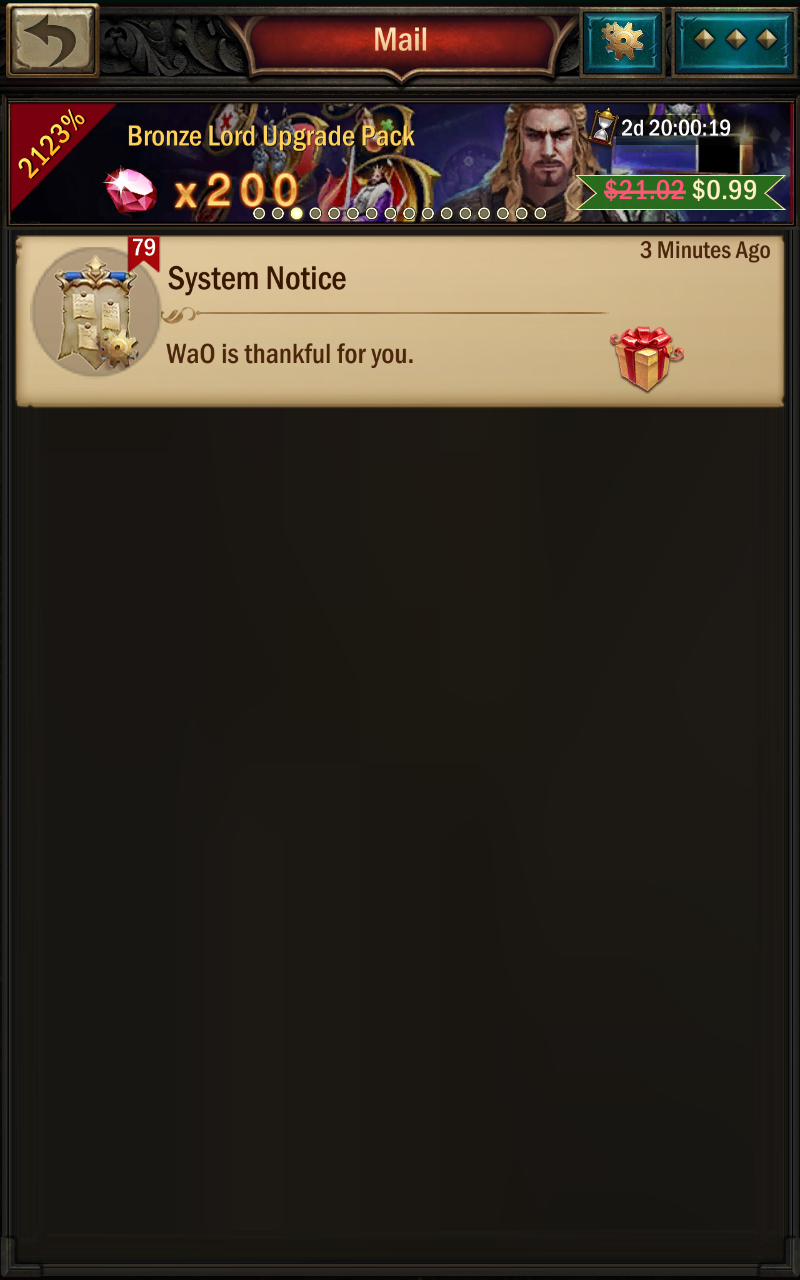 Mail
2123%
Bronze Lord Upgrade Pack
2d 20:00:19
x200
$21.02 $0.99
79
3 Minutes Ago
System Notice
WaO is thankful for you.